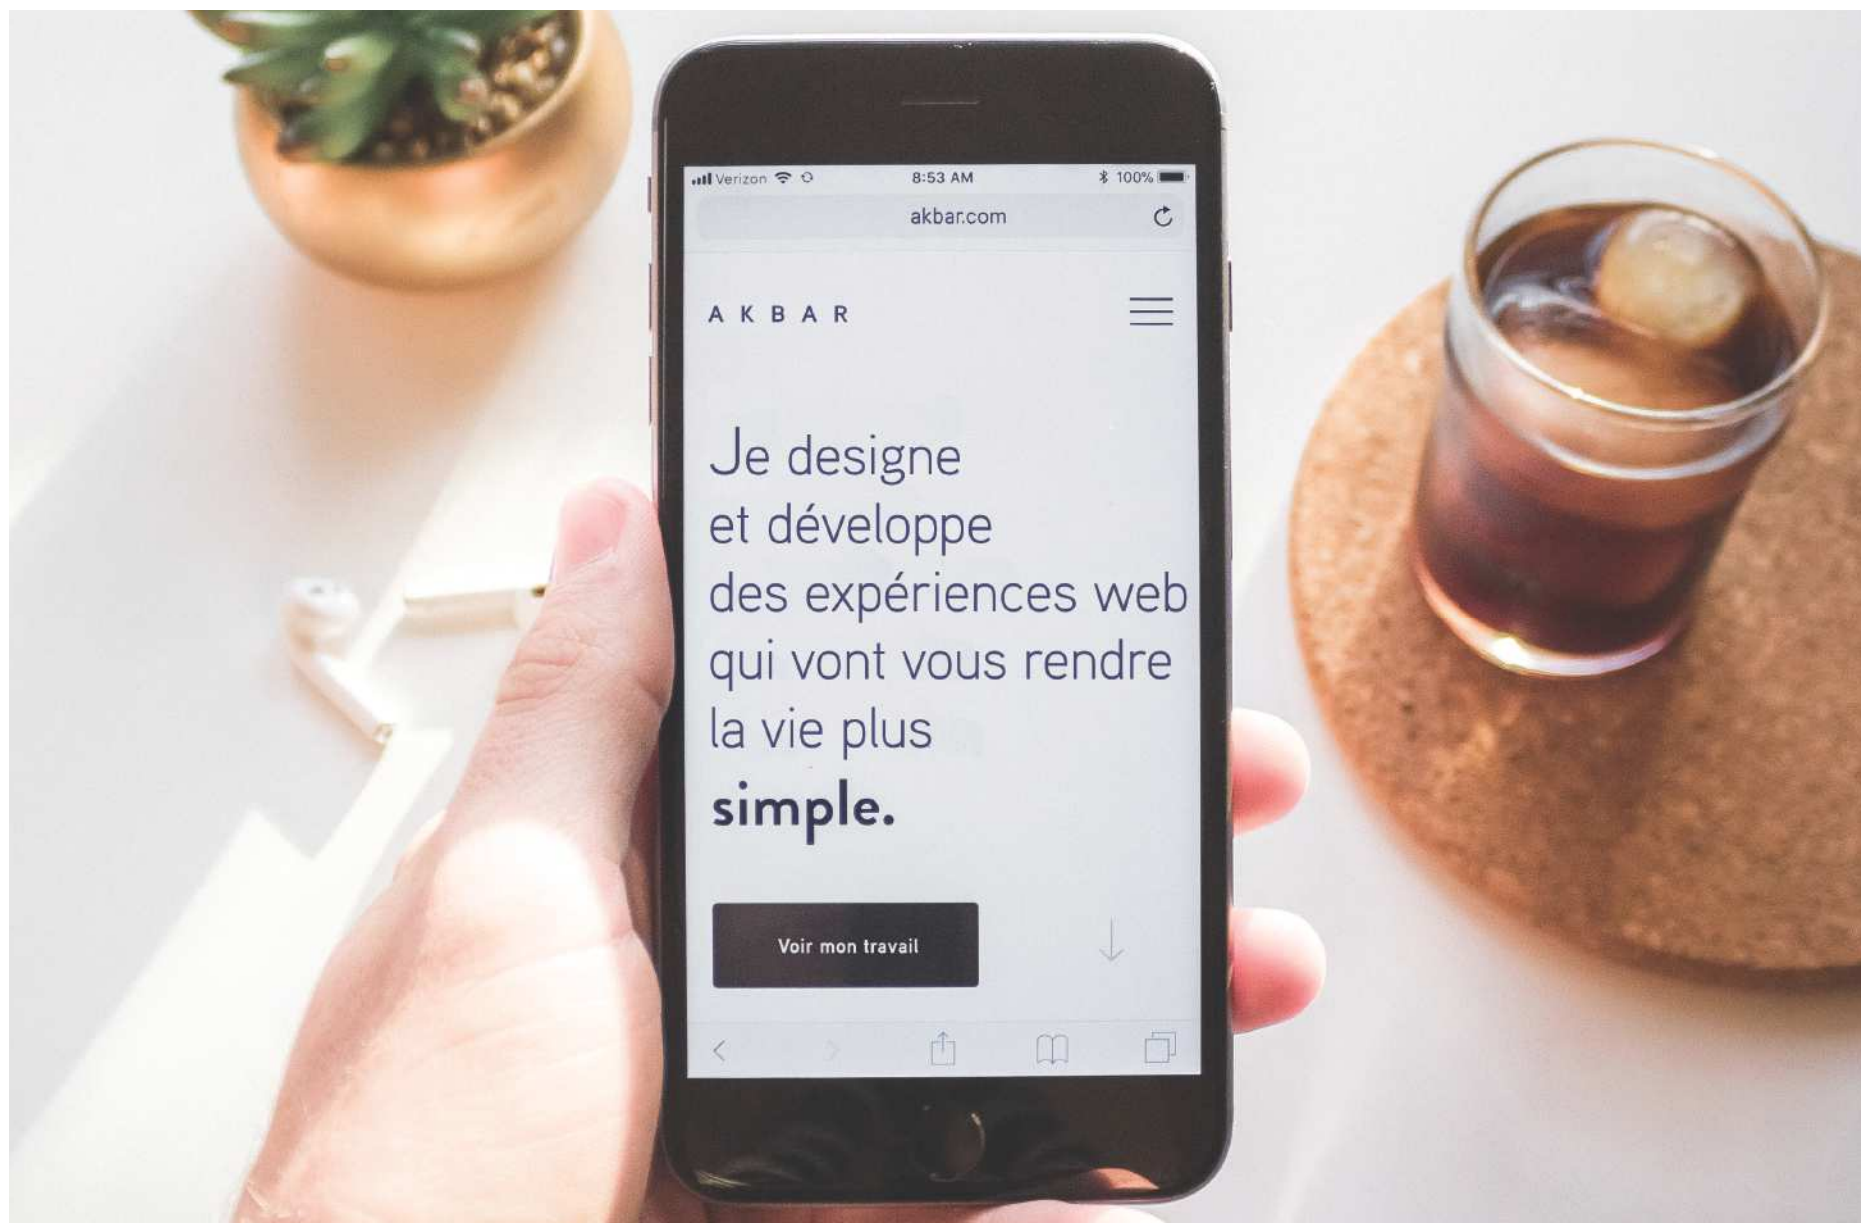 Verizon 8:53 AM 100%
akbar.com
AKBAR
Je designe
et développe
des expériences web
qui vont vous rendre
la vie plus
simple.
Voir mon travail